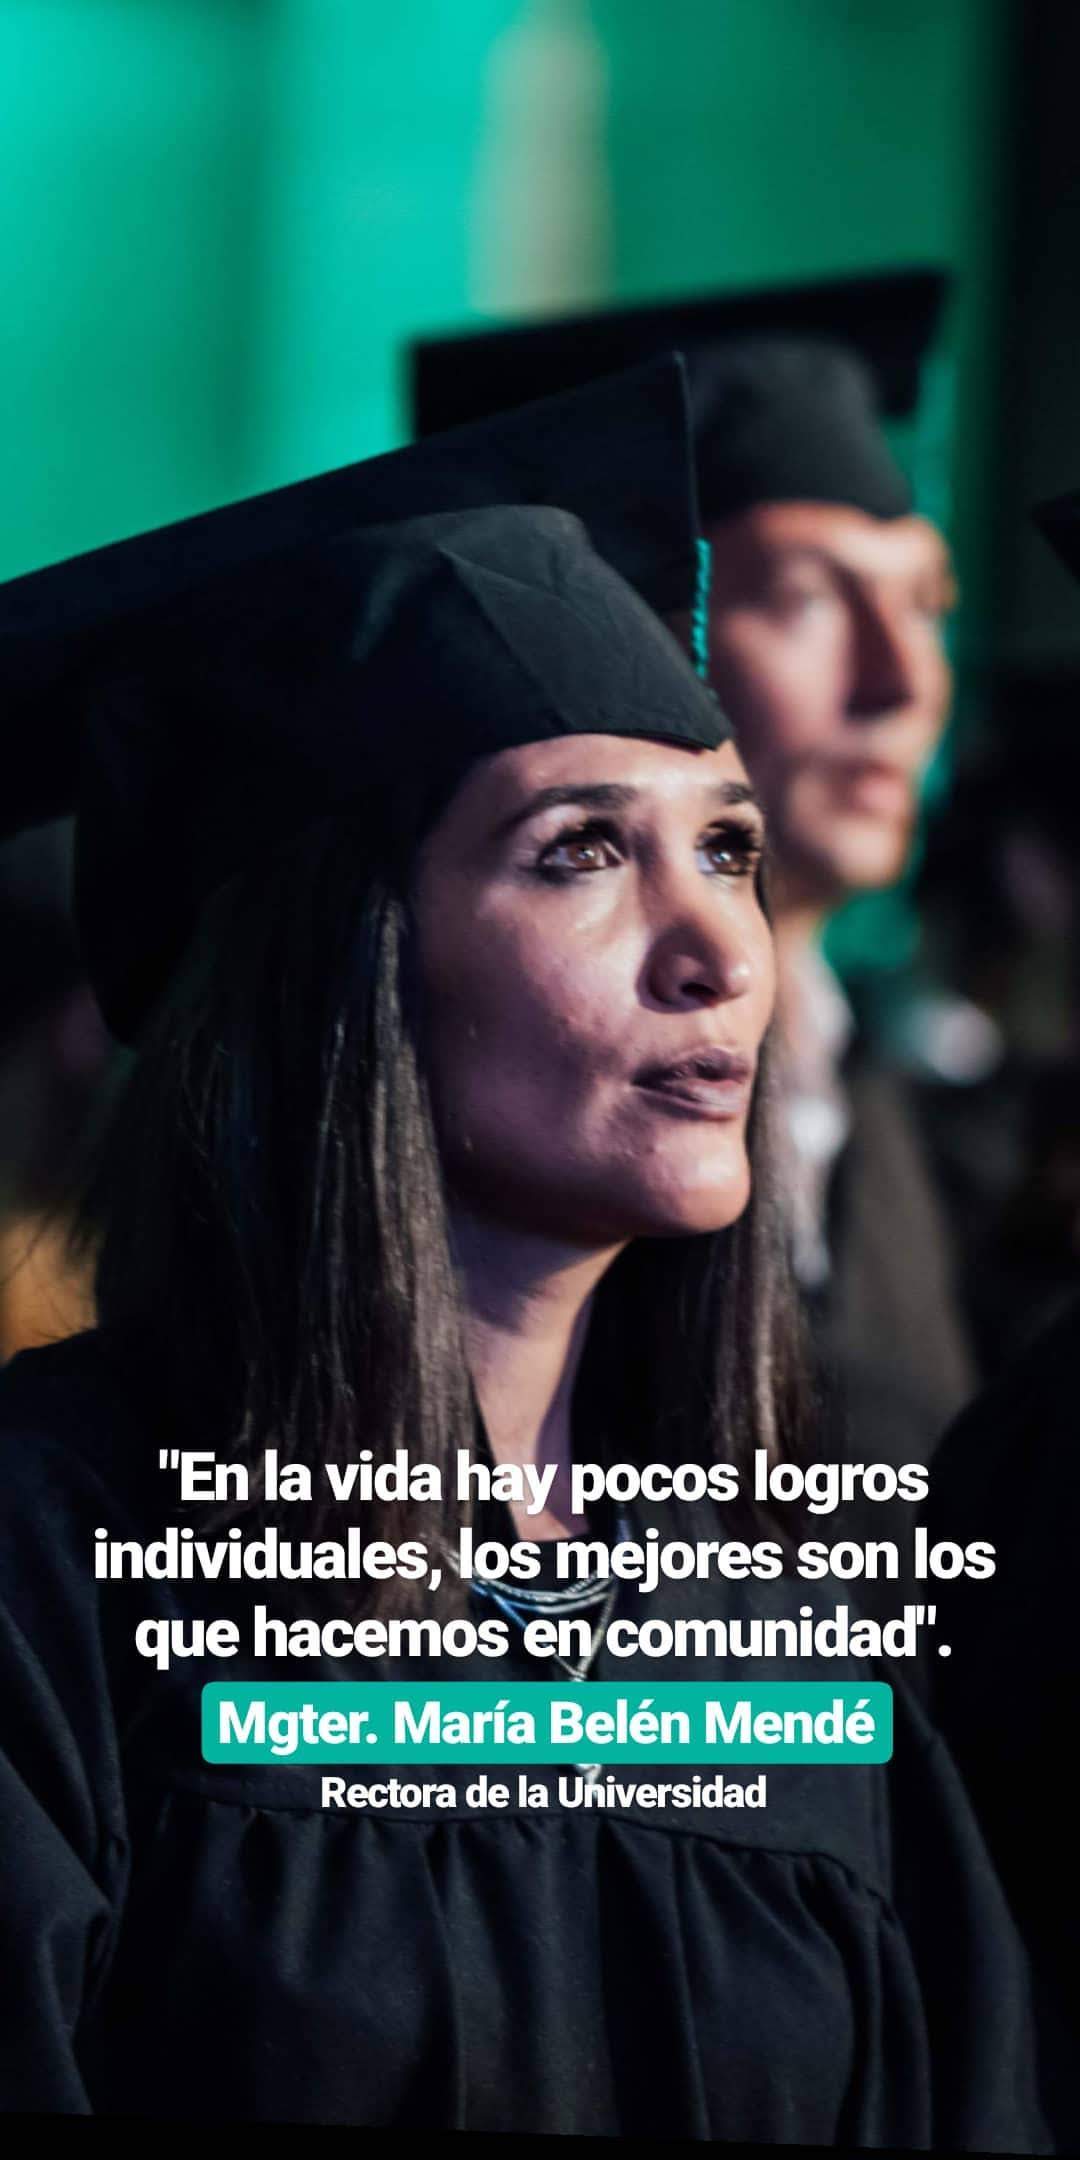 "En la vida hay pocos logros
individuales, los mejores son los
que hacemos en comunidad".
Mgter. María Belén Mendé
Rectora de la Universidad